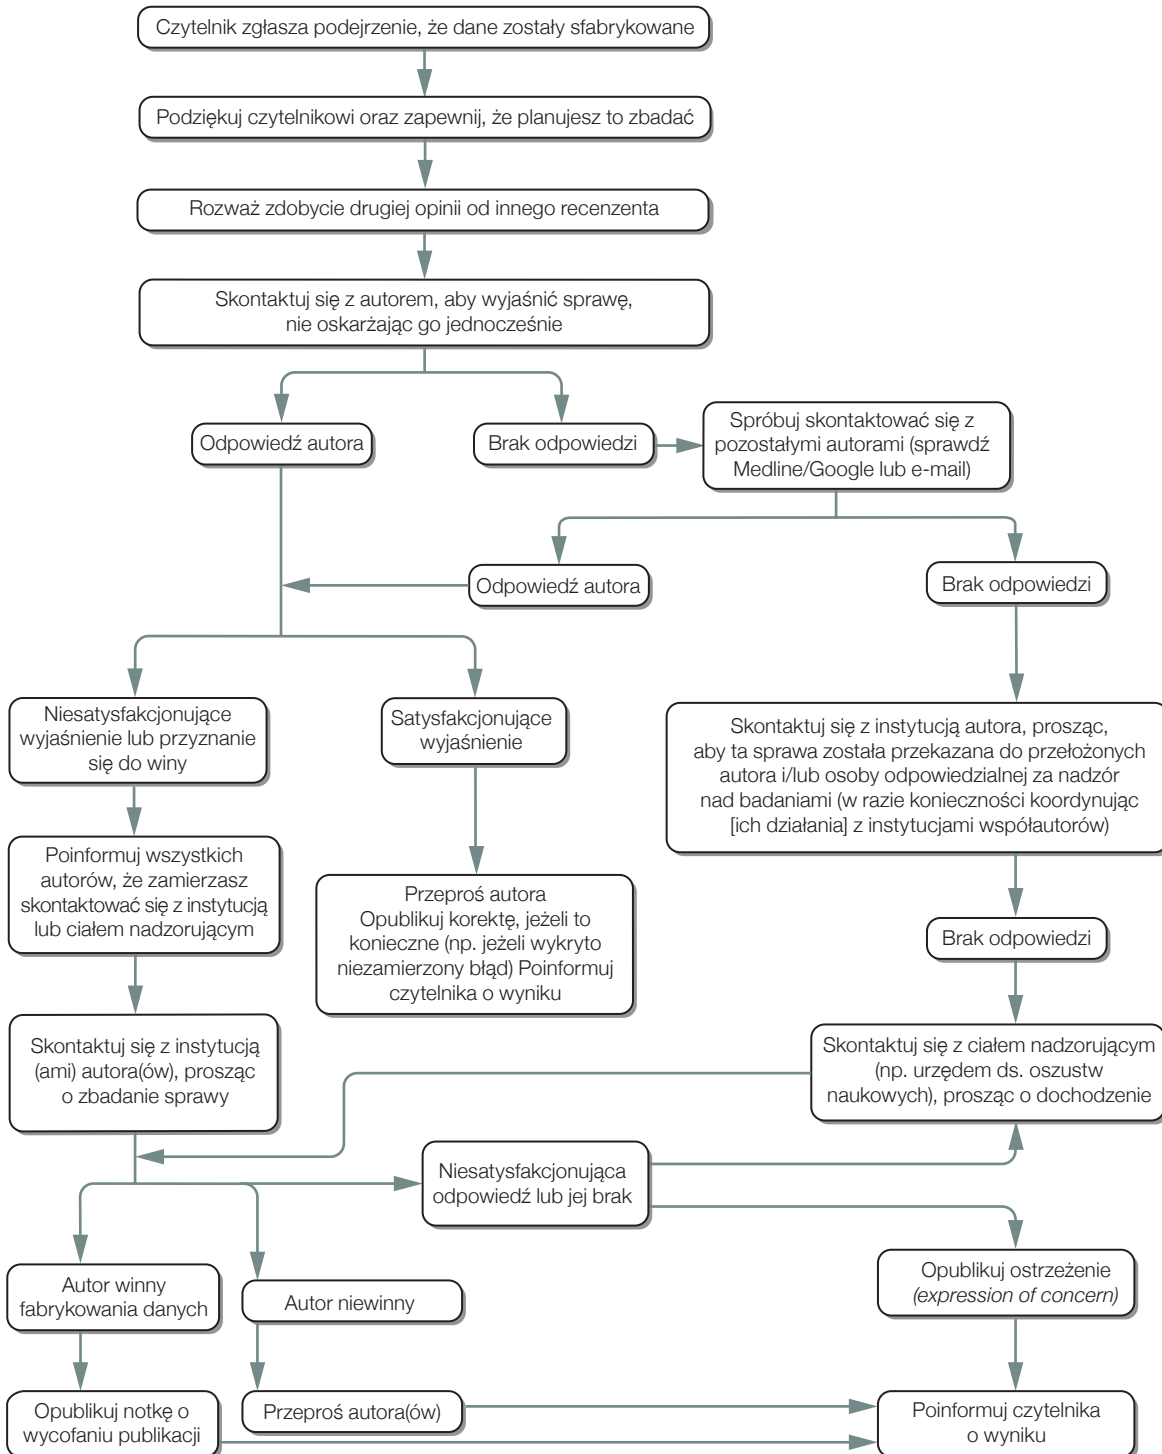 Czytelnik zgłasza podejrzenie, że dane zostały sfabrykowane
Podziękuj czytelnikowi oraz zapewnij, że planujesz to zbadać
Rozważ zdobycie drugiej opinii od innego recenzenta
Skontaktuj się z autorem, aby wyjaśnić sprawę,
nie oskarżając go jednocześnie
Odpowiedź autora
Brak odpowiedzi
Spróbuj skontaktować się z
pozostałymi autorami (sprawdź
Medline/Google lub e-mail)
Odpowiedź autora
Brak odpowiedzi
Niesatysfakcjonujące
wyjaśnienie lub przyznanie
się do winy
Satysfakcjonujące
wyjaśnienie
Skontaktuj się z instytucją autora, prosząc,
aby ta sprawa została przekazana do przełożonych
autora i/lub osoby odpowiedzialnej za nadzór
nad badaniami (w razie konieczności koordynując
[ich działania] z instytucjami współautorów)
Poinformuj wszystkich
autorów, że zamierzasz
skontaktować się z instytucją
lub ciałem nadzorującym
Przeproś autora
Opublikuj korektę, jeżeli to
konieczne (np. jeżeli wykryto
niezamierzony błąd) Poinformuj
czytelnika o wyniku
Brak odpowiedzi
Skontaktuj się z instytucją
(ami) autora(ów), prosząc
o zbadanie sprawy
Skontaktuj się z ciałem nadzorującym
(np. urzędem ds. oszustw
naukowych), prosząc o dochodzenie
Niesatysfakcjonująca
odpowiedź lub jej brak
Autor winny
fabrykowania danych
Autor niewinny
Opublikuj ostrzeżenie
(expression of concern)
Opublikuj notkę o
wycofaniu publikacji
Przeproś autora(ów)
Poinformuj czytelnika
o wyniku